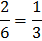 2/6 = 1/3